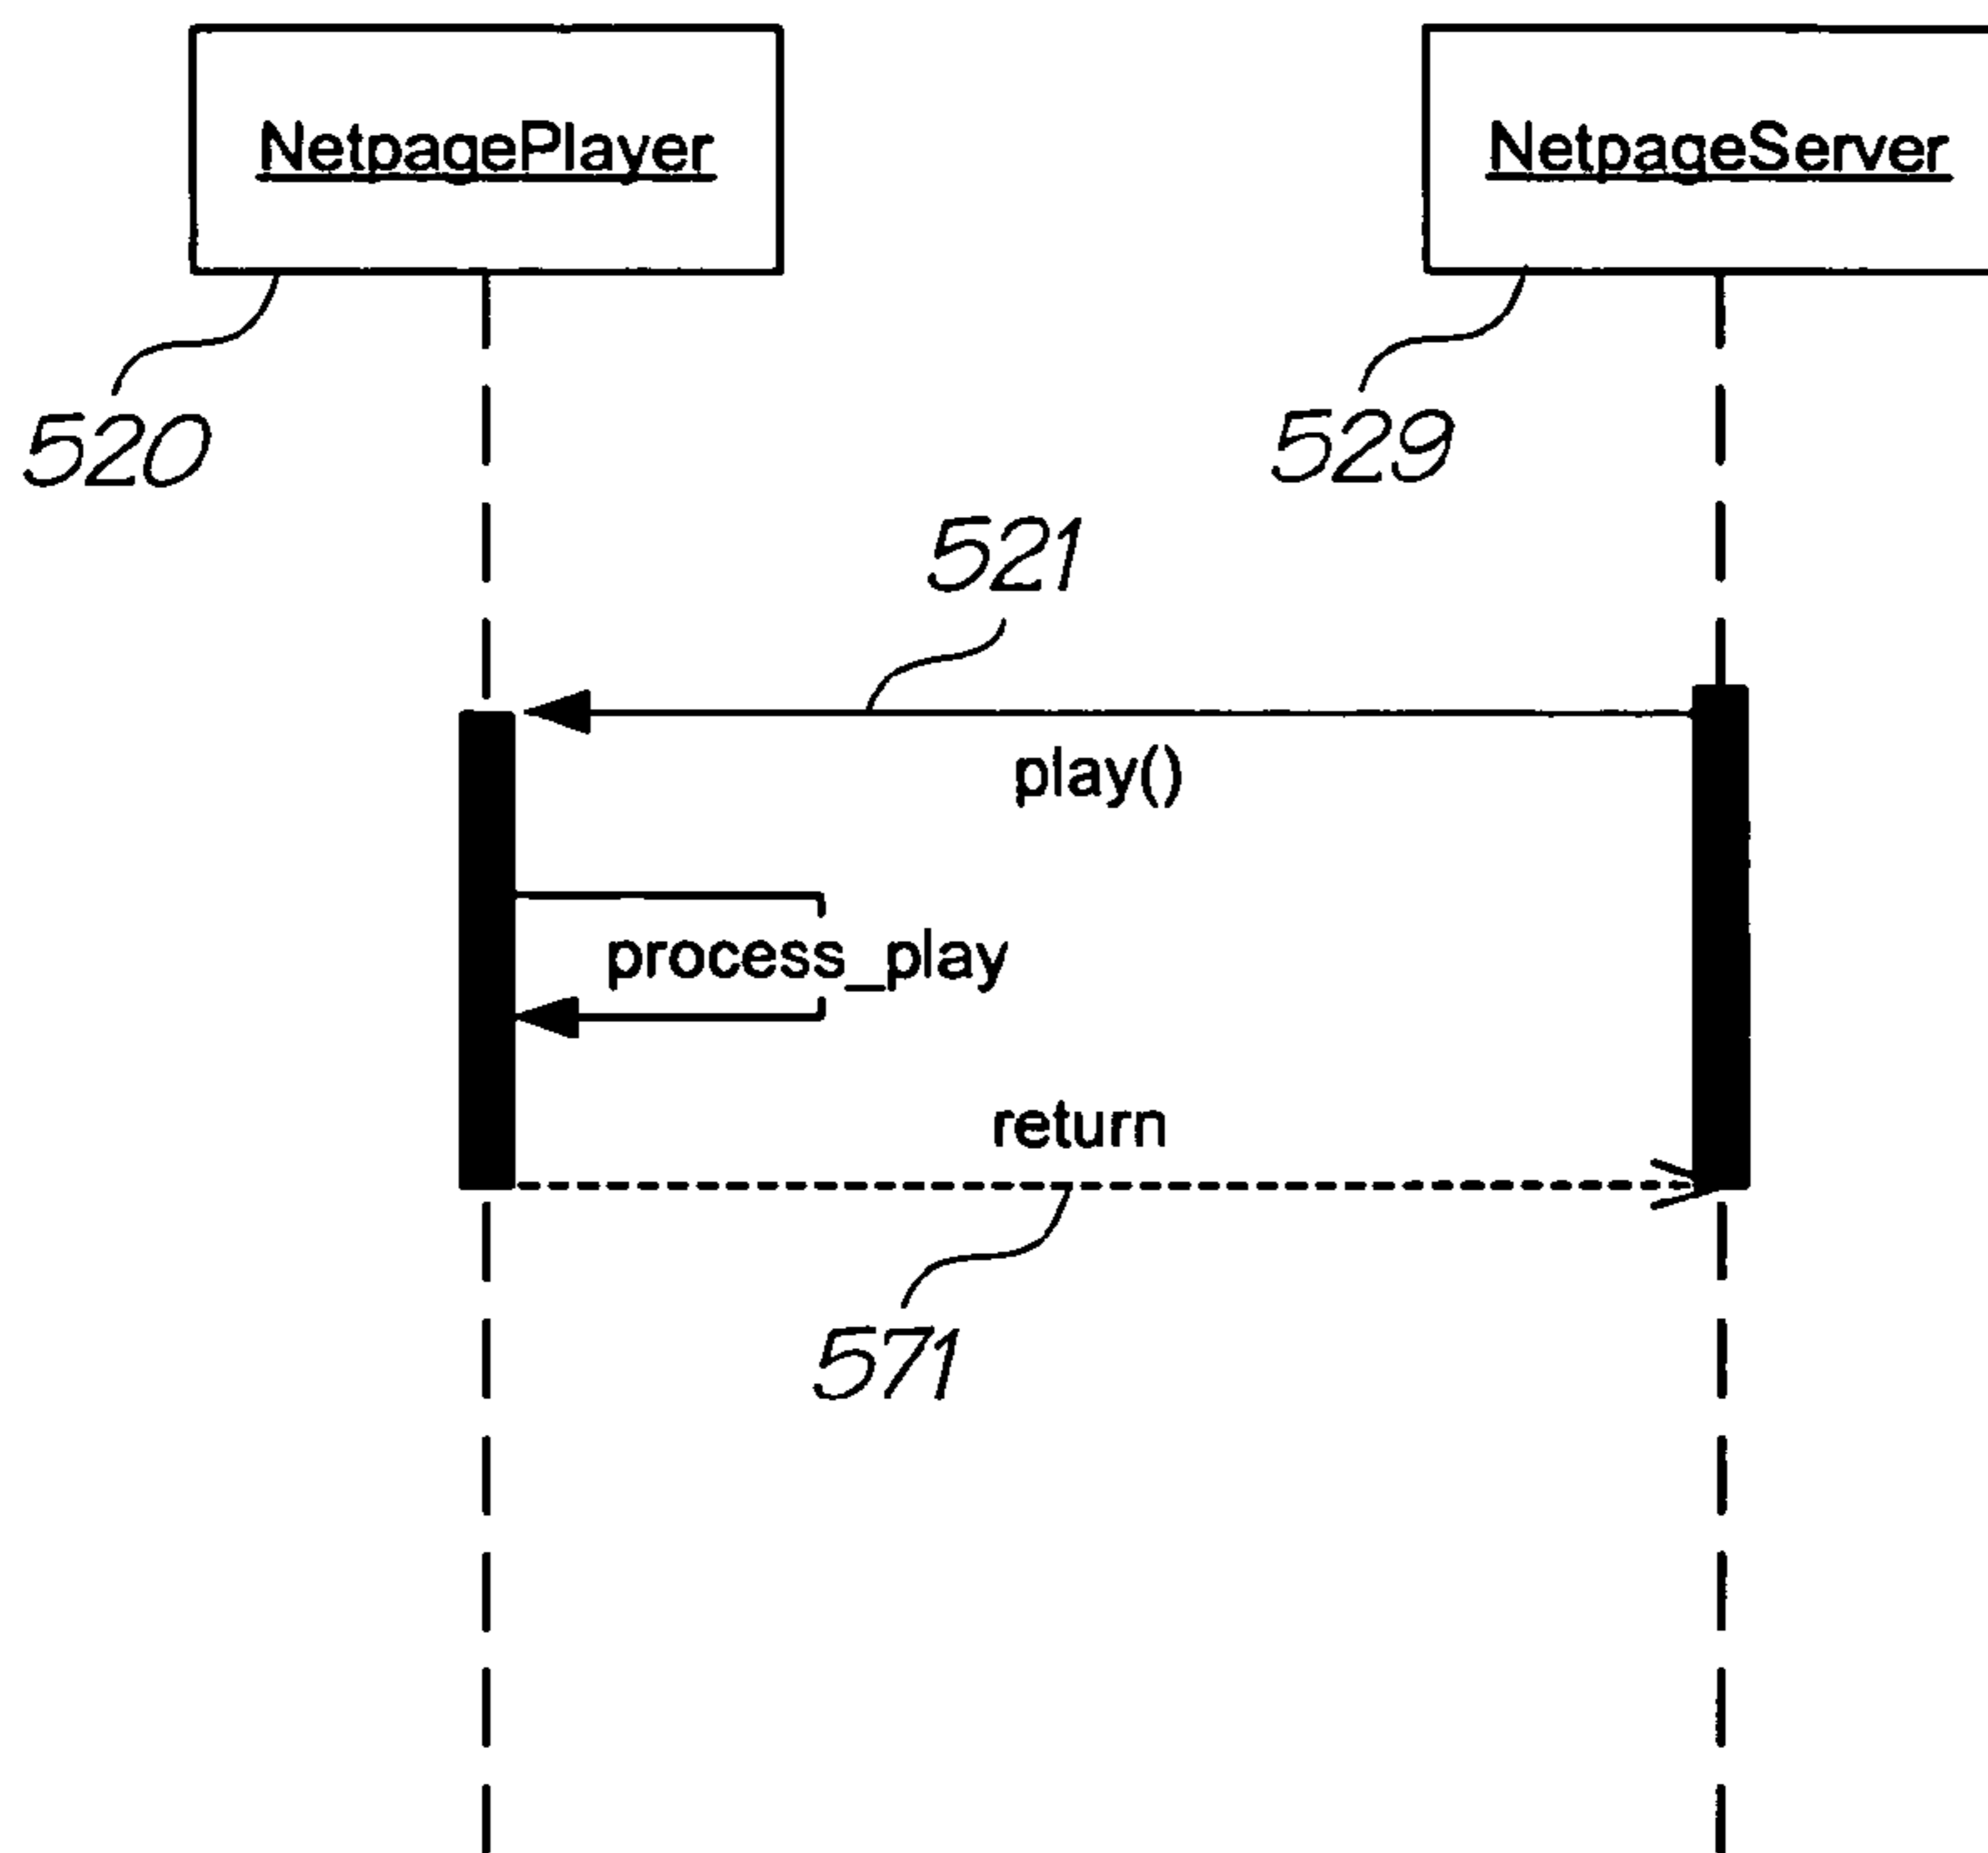 NetpagePlayer
NetpageServer
520
529
521
play()
process_play
return
571